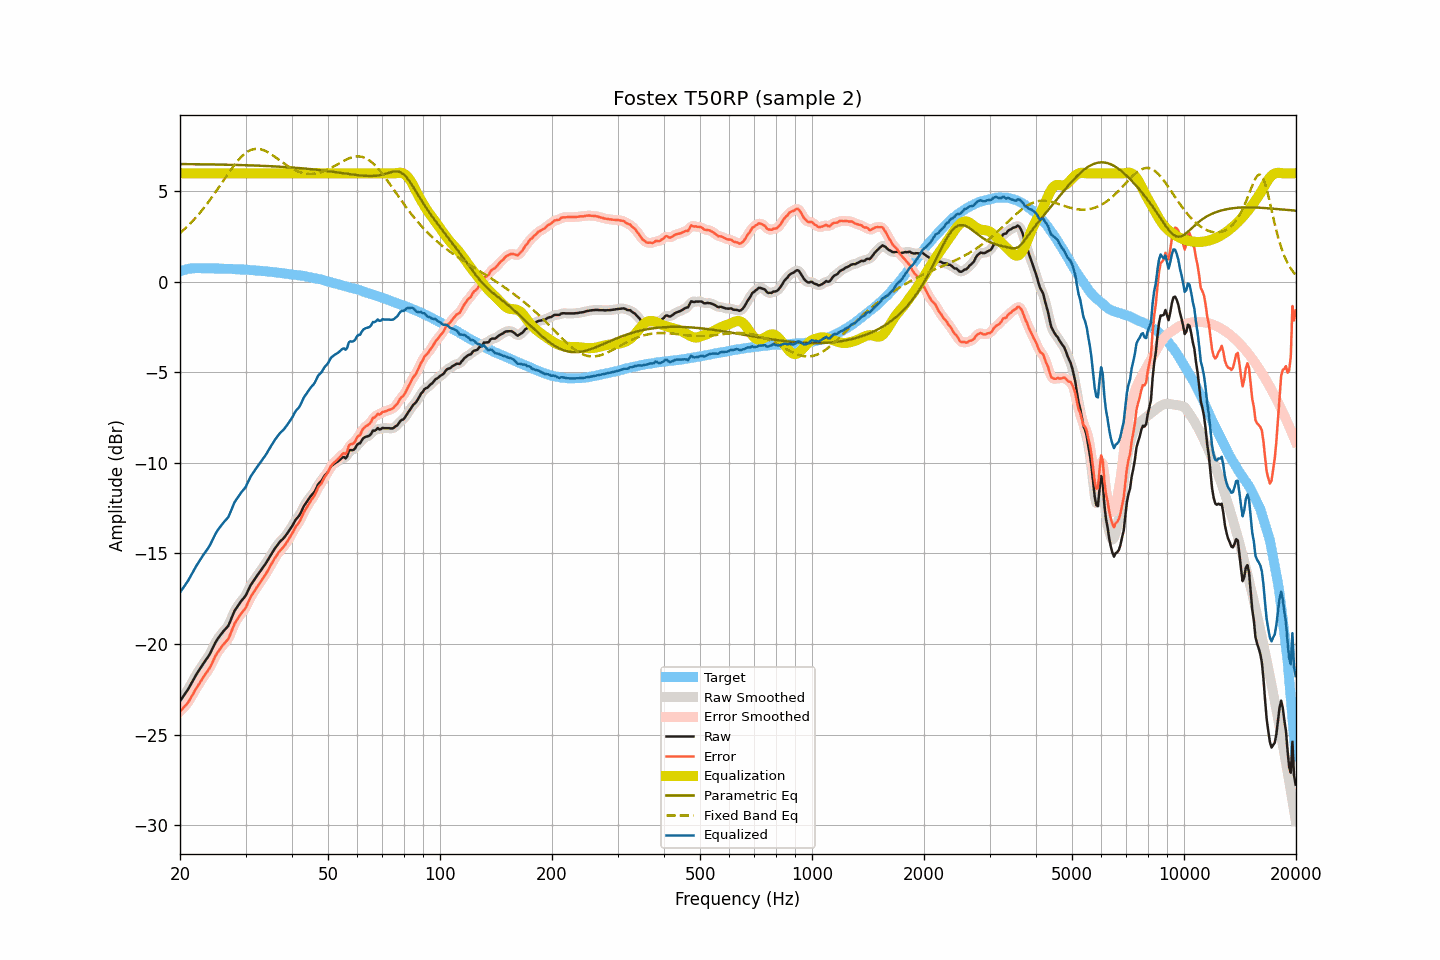 Fostex T50RP (sample 2)
Amplitude (dBr)
5
0
−5
−10
−15
−20
−25
−30
Target
Raw Smoothed
Error Smoothed
Raw
Error
Equalization
Parametric Eq
Fixed Band Eq
Equalized
20 50 100 200 500 1000 2000 5000 10000 20000
Frequency (Hz)